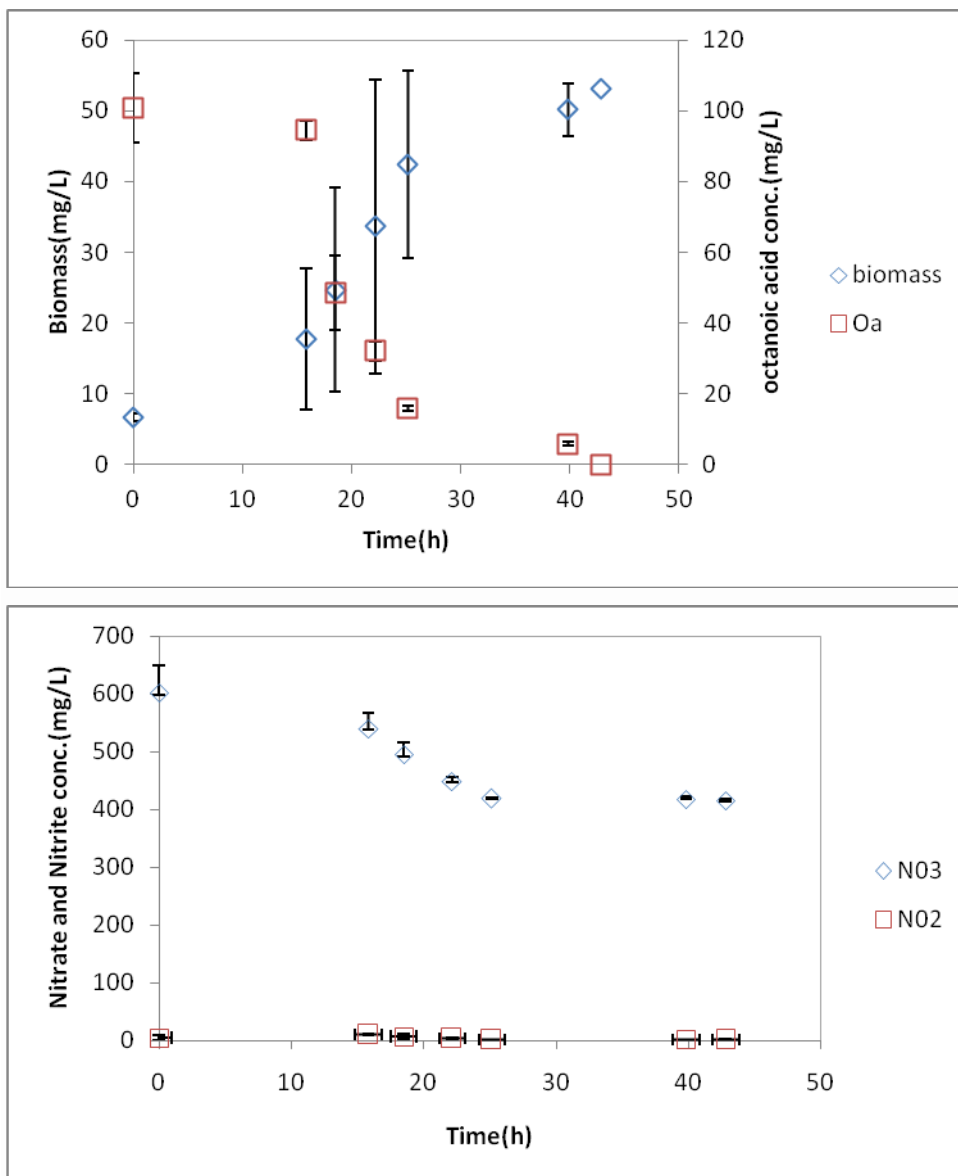 60
50
40
30
20
10
0
Biomass(mg/L)
120
100
80
60
40
20
0
octanoic acid conc.(mg/L)
0 10 20 30 40 50
Time(h)
biomass
Oa
700
600
500
400
300
200
100
0
Nitrate and Nitrite conc.(mg/L)
0 10 20 30 40 50
Time(h)
N03
N02